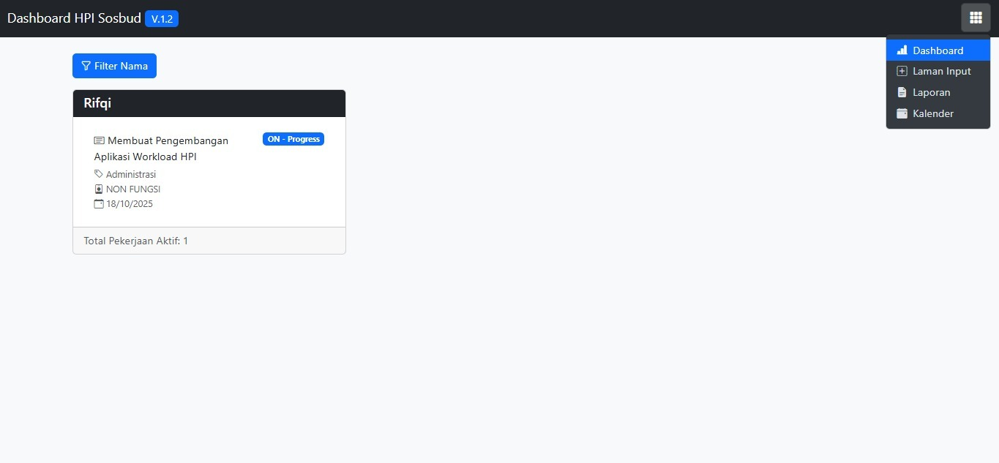 Dashboard HPI Sosbud V.1.2
Dashboard
Laman Input
Laporan
Kalender
Filter Nama
Rifqi
Membuat Pengembangan ON - Progress
Aplikasi Workload HPI
Administrasi
NON FUNGSI
18/10/2025
Total Pekerjaan Aktif: 1